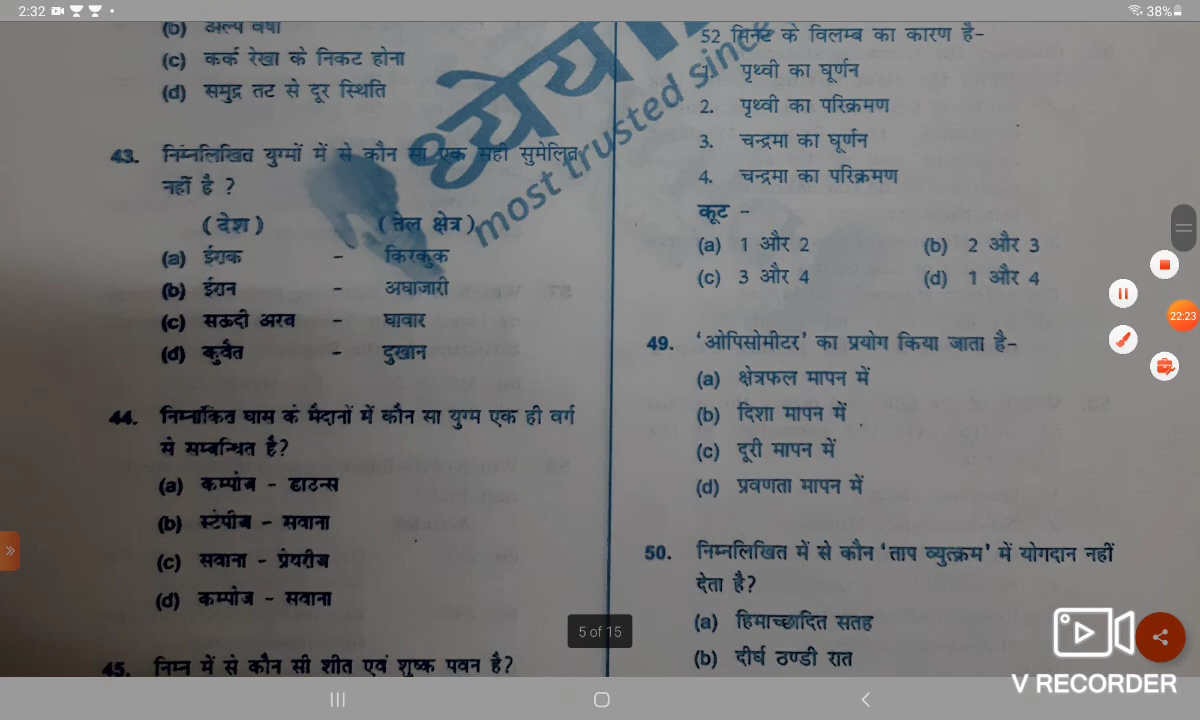 2:32
38%
(b) अल्प वर्षा
(c) कर्क रेखा के निकट होना
(d) समुद्र तट से दूर स्थिति
43. निम्नलिखित युग्मों में से कौन सा एक सही सुमेलित
नहीं है ?
(देश) (तेल क्षेत्र)
(a) ईराक - किरकुक
(b) ईरान - अघाजारी
(c) सऊदी अरब - घावार
(d) कुवैत - दुखान
44. निम्नांकित घास के मैदानों में कौन सा युग्म एक ही वर्ग
से सम्बन्धित है?
(a) कम्पोज - डाउन्स
(b) स्टेपीज - सवाना
(c) सवाना - प्रेयरीज
(d) कम्पोज - सवाना
45. निम्न में से कौन सी शीत एवं शुष्क पवन है?
ध्येय
most trusted since
52 मिनट के विलम्ब का कारण है-
1. पृथ्वी का घूर्णन
2. पृथ्वी का परिक्रमण
3. चन्द्रमा का घूर्णन
4. चन्द्रमा का परिक्रमण
कूट -
(a) 1 और 2 (b) 2 और 3
(c) 3 और 4 (d) 1 और 4
49. 'ओपिसोमीटर' का प्रयोग किया जाता है-
(a) क्षेत्रफल मापन में
(b) दिशा मापन में
(c) दूरी मापन में
(d) प्रवणता मापन में
50. निम्नलिखित में से कौन 'ताप व्युत्क्रम' में योगदान नहीं
देता है?
(a) हिमाच्छादित सतह
(b) दीर्घ ठण्डी रात
5 of 15
22:23
V RECORDER